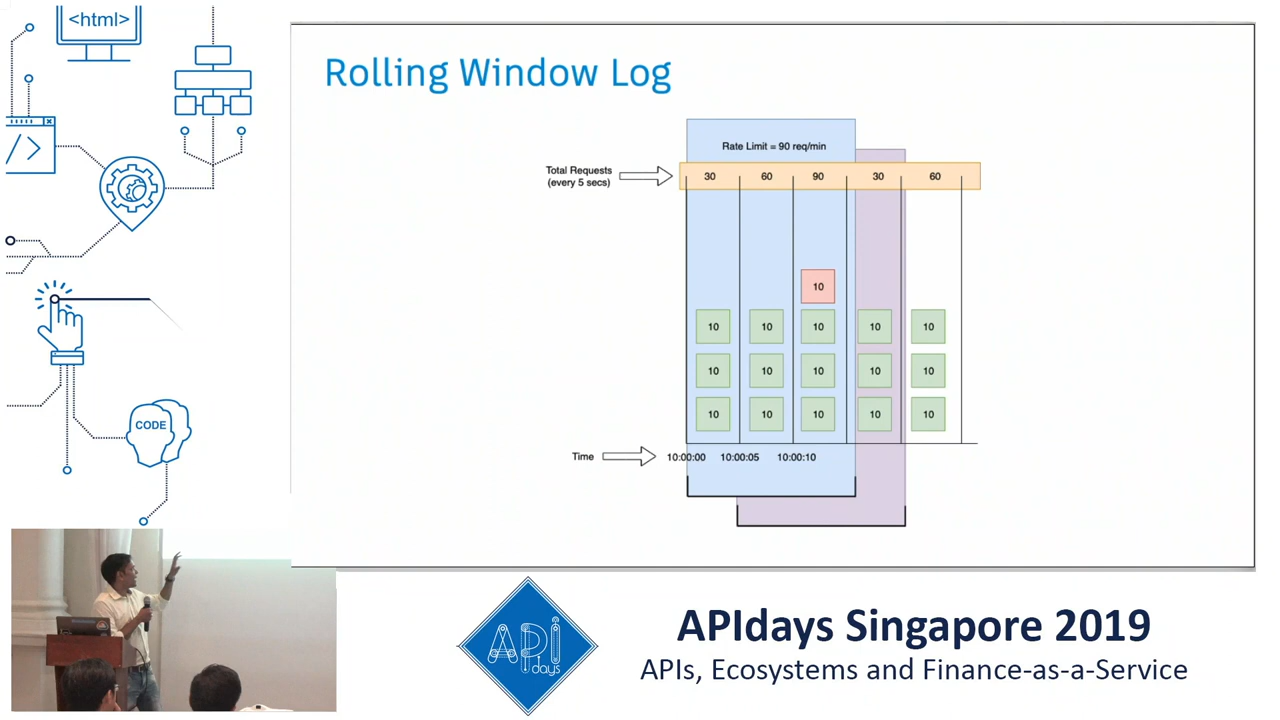 <html>
Rolling Window Log
Rate Limit = 90 req/min
Total Requests
(every 5 secs)
30 60 90 30 60
10
10 10 10 10 10
10 10 10 10 10
10 10 10 10 10
Time
10:00:00 10:00:05 10:00:10
/>
CODE
API
days
APIdays Singapore 2019
APIs, Ecosystems and Finance-as-a-Service